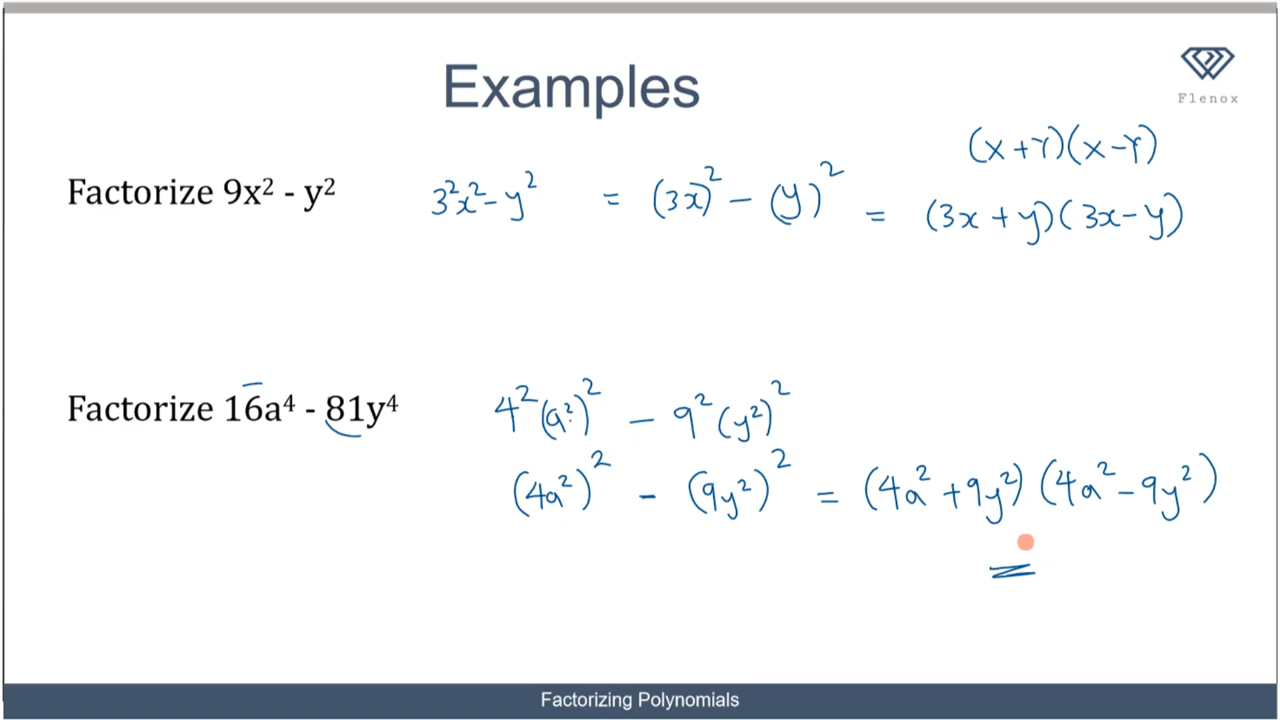 Examples
Flenox
(x+Y)(x-Y)
Factorize 9x² - y² 3²x² - y² = (3x)² - (y)² = (3x + y)(3x - y)
Factorize 16a⁴ - 81y⁴ 4²(a²)² - 9²(y²)²
(4a²)² - (9y²)² = (4a² + 9y²)(4a² - 9y²)
Factorizing Polynomials